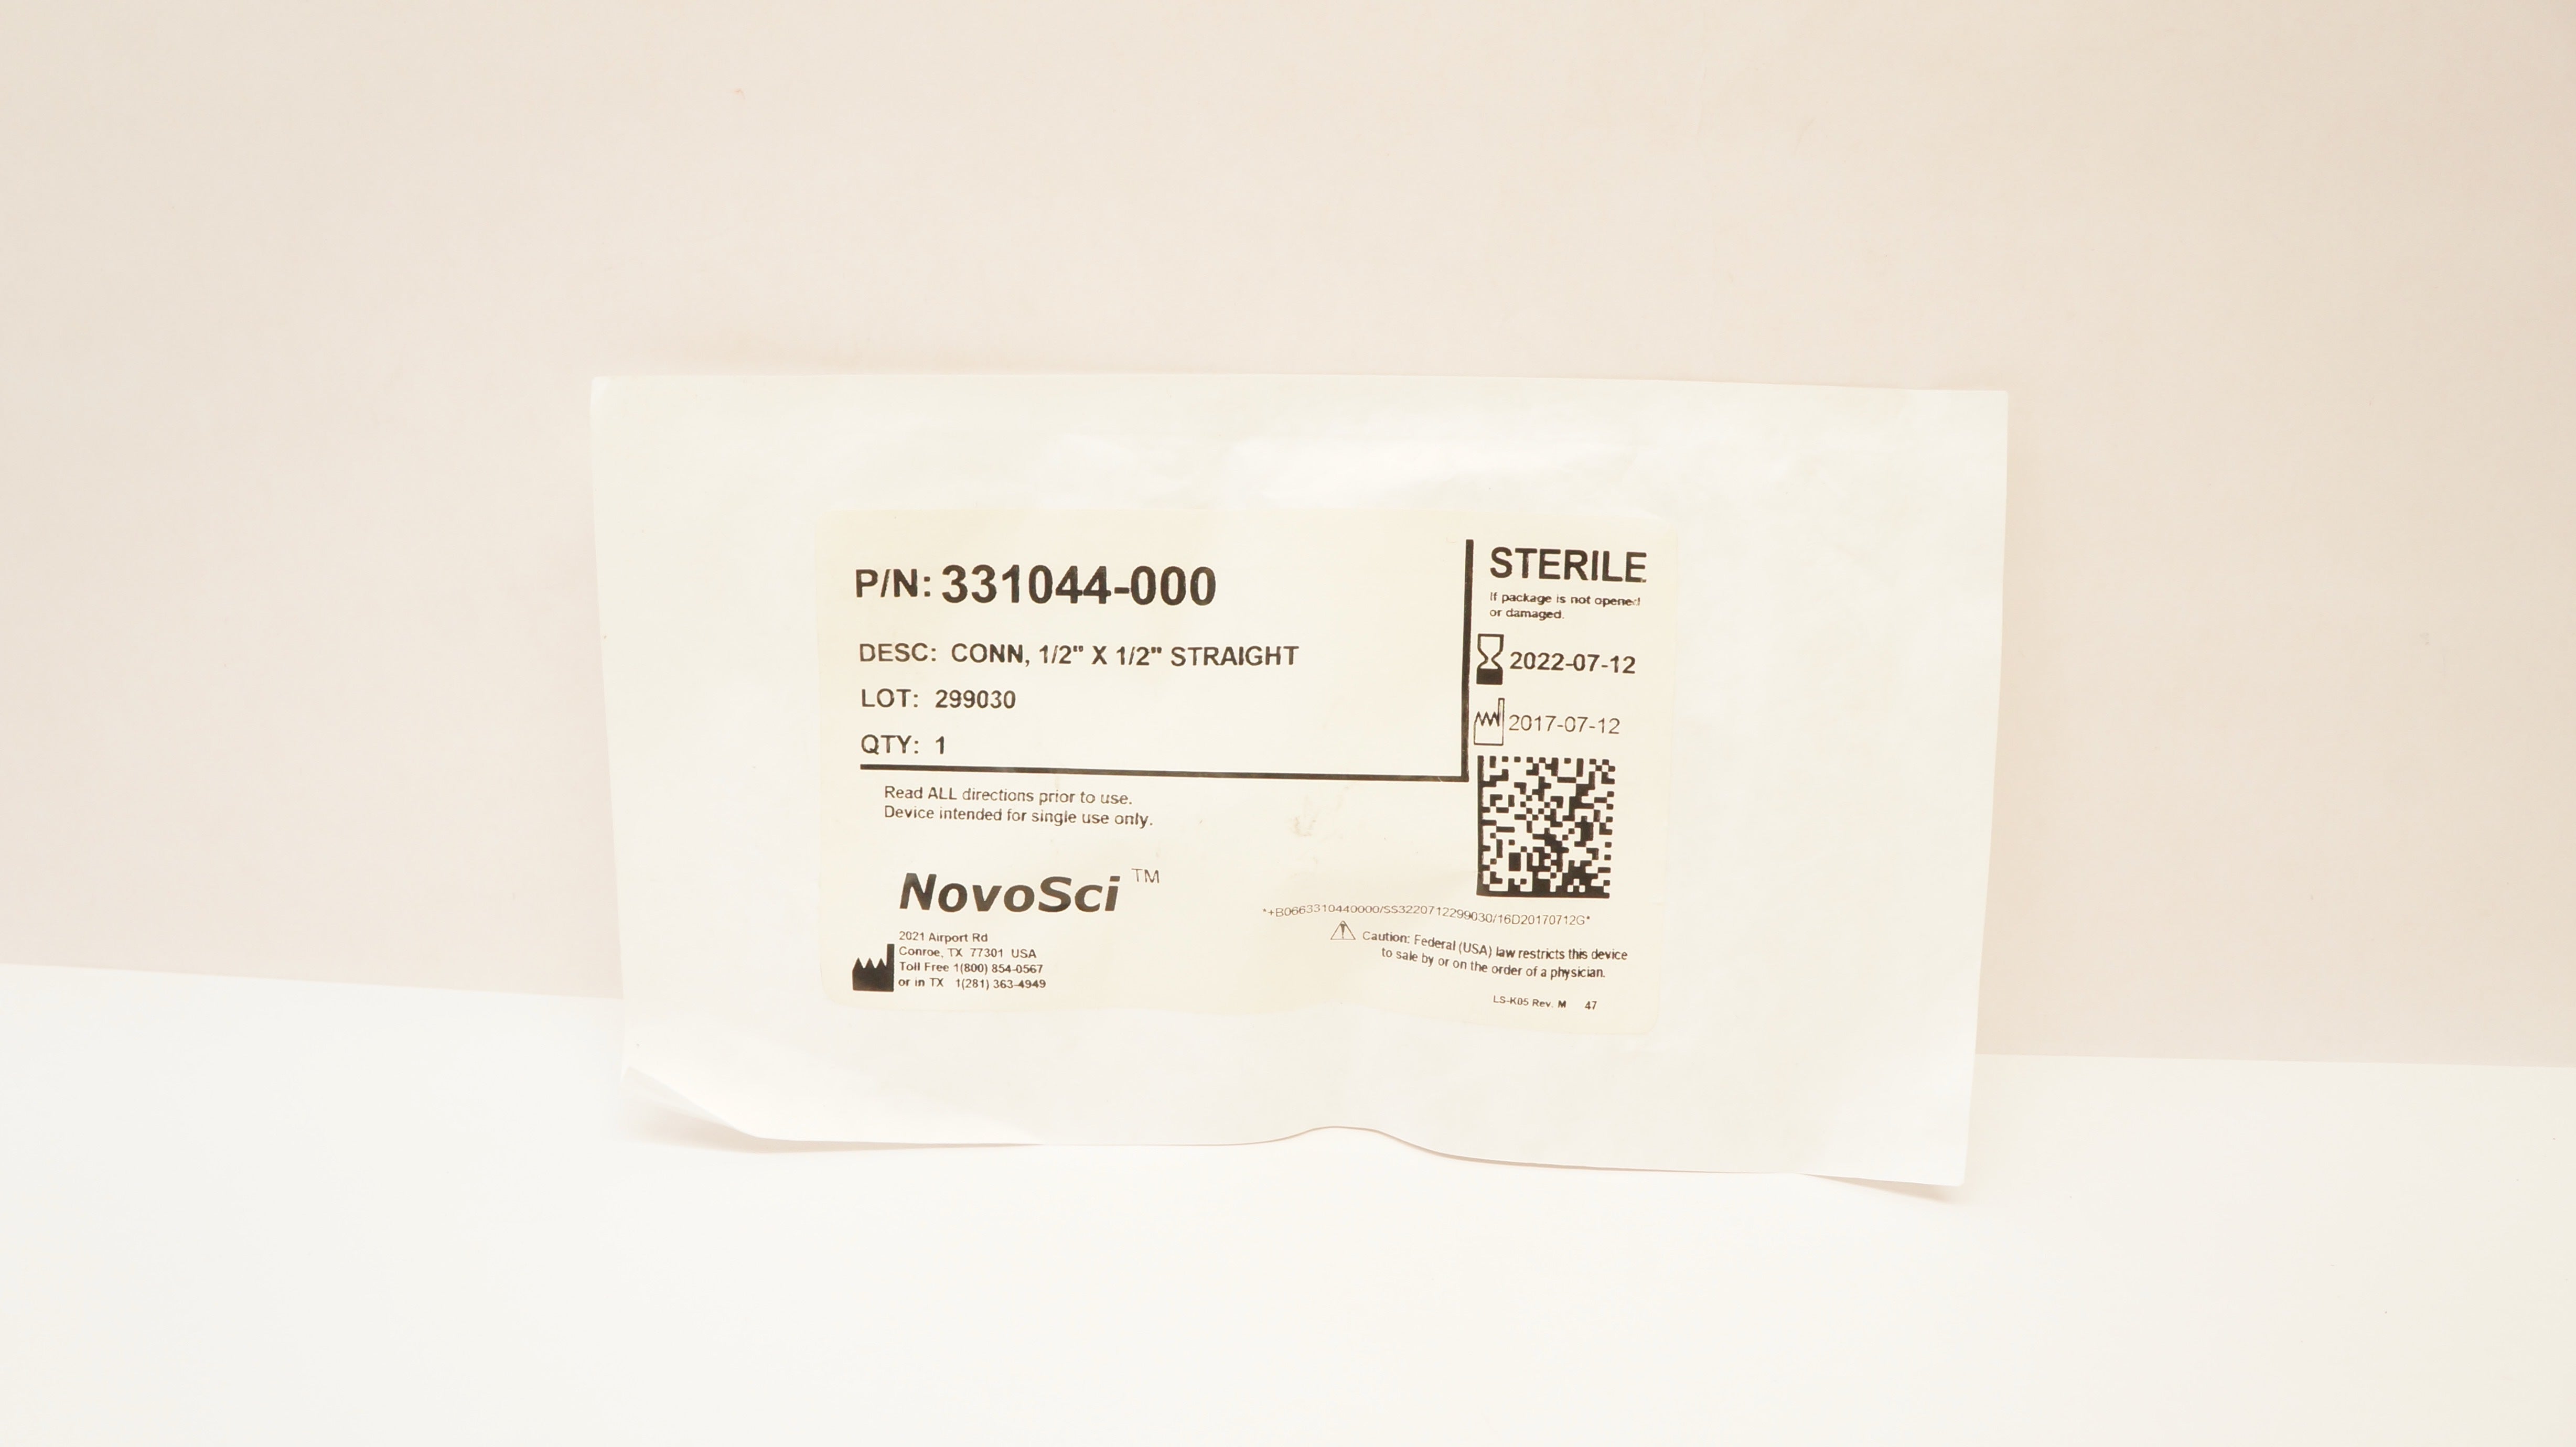 P/N: 331044-000
DESC: CONN, 1/2" X 1/2" STRAIGHT
LOT: 299030
QTY: 1
STERILE
If package is not opened
or damaged.
2022-07-12
2017-07-12
Read ALL directions prior to use.
Device intended for single use only.
NovoSci ™
2021 Airport Rd
Conroe, TX 77301 USA
Toll Free 1(800) 854-0567
or in TX 1(281) 363-4949
*+B0663310440000/SS3220712299030/16D20170712G*
Caution: Federal (USA) law restricts this device
to sale by or on the order of a physician.
LS-K05 Rev. M 47